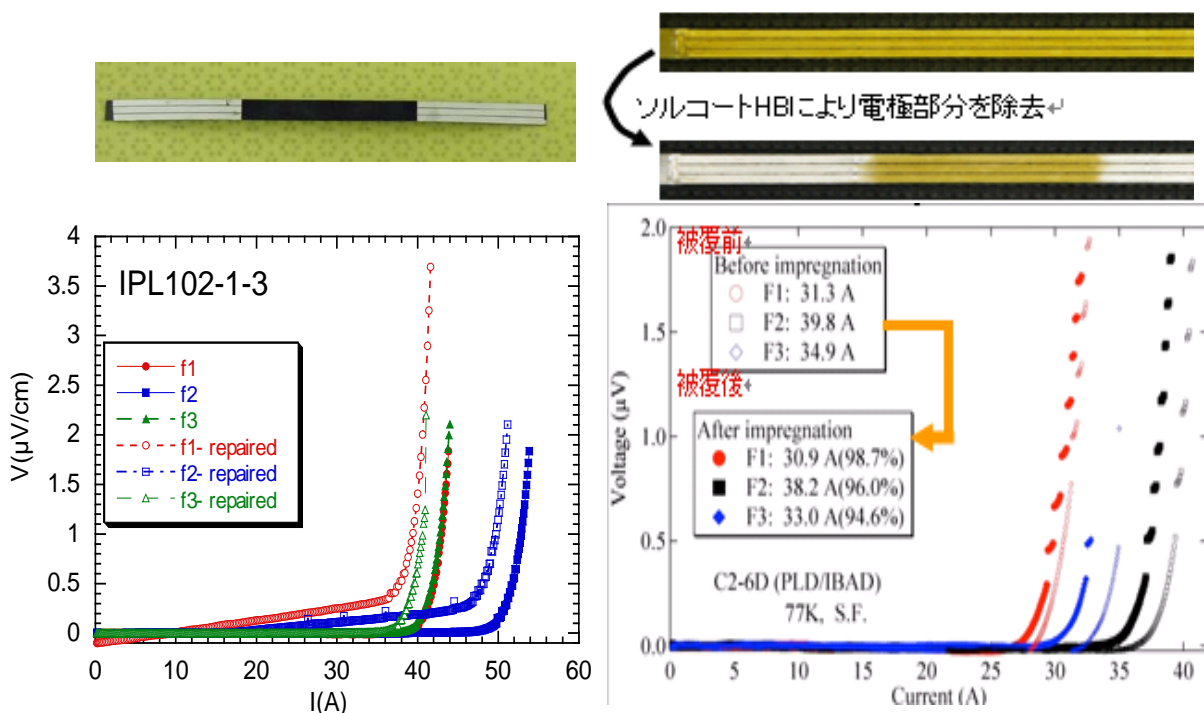 ソルコートHBIにより電極部分を除去↵
IPL102-1-3
f1
f2
f3
f1- repaired
f2- repaired
f3- repaired
V(μV/cm)
4
3.5
3
2.5
2
1.5
1
0.5
0
0
10
20
30
40
50
60
I(A)
被覆前
Before impregnation
F1: 31.3 A
F2: 39.8 A
F3: 34.9 A
被覆後
After impregnation
F1: 30.9 A(98.7%)
F2: 38.2 A(96.0%)
F3: 33.0 A(94.6%)
C2-6D (PLD/IBAD)
77K, S.F.
Voltage (μV)
2.0
1.5
1.0
0.5
0.0
0
5
10
15
20
25
30
35
40
Current (A)